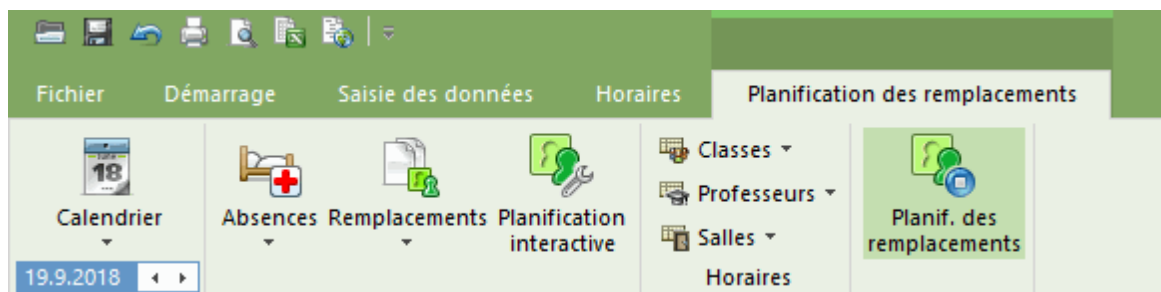 Fichier Démarrage Saisie des données Horaires Planification des remplacements
18
Calendrier
19.9.2018
Absences
Remplacements
Planification
interactive
Classes
Professeurs
Salles
Horaires
Planif. des
remplacements